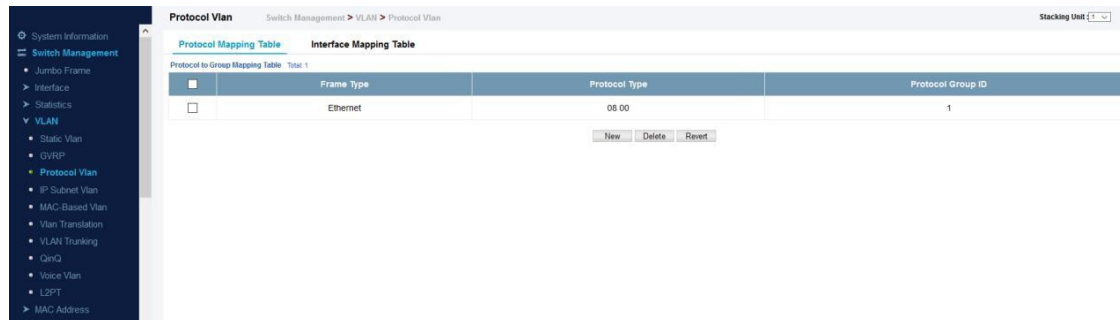 Protocol Vlan
Switch Management > VLAN > Protocol Vlan
Stacking Unit : 1
System Information
Switch Management
Jumbo Frame
Interface
Statistics
VLAN
Static Vlan
GVRP
Protocol Vlan
IP Subnet Vlan
MAC-Based Vlan
Vlan Translation
VLAN Trunking
QinQ
Voice Vlan
L2PT
MAC Address
Protocol Mapping Table Interface Mapping Table
Protocol to Group Mapping Table Total: 1
Frame Type Protocol Type Protocol Group ID
Ethernet 08 00 1
New Delete Revert